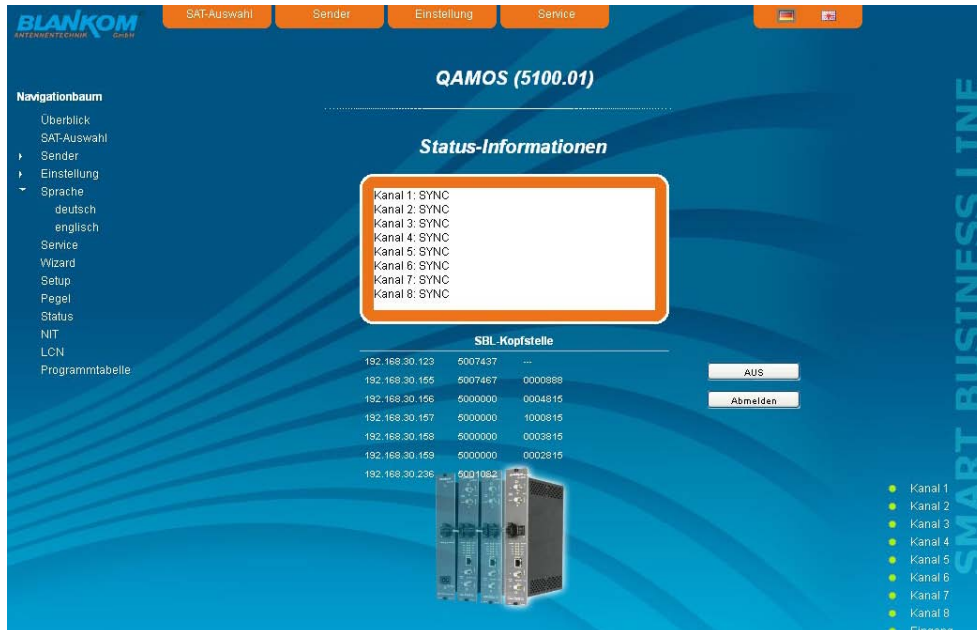 BLANKOM
ANTENNENTECHNIK GmbH
SAT-Auswahl
Sender
Einstellung
Service
QAMOS (5100.01)
Navigationbaum
Überblick
SAT-Auswahl
Sender
Einstellung
Sprache
deutsch
englisch
Service
Wizard
Setup
Pegel
Status
NIT
LCN
Programmtabelle
Status-Informationen
Kanal 1: SYNC
Kanal 2: SYNC
Kanal 3: SYNC
Kanal 4: SYNC
Kanal 5: SYNC
Kanal 6: SYNC
Kanal 7: SYNC
Kanal 8: SYNC
SBL-Kopfstelle
192.168.30.123 5007437 ---
192.168.30.155 5007467 0000888
192.168.30.156 5000000 0004815
192.168.30.157 5000000 1000815
192.168.30.158 5000000 0003815
192.168.30.159 5000000 0002815
192.168.30.236 5001082
AUS
Abmelden
Kanal 1
Kanal 2
Kanal 3
Kanal 4
Kanal 5
Kanal 6
Kanal 7
Kanal 8
Eingang
SMART BUSINESS LINE